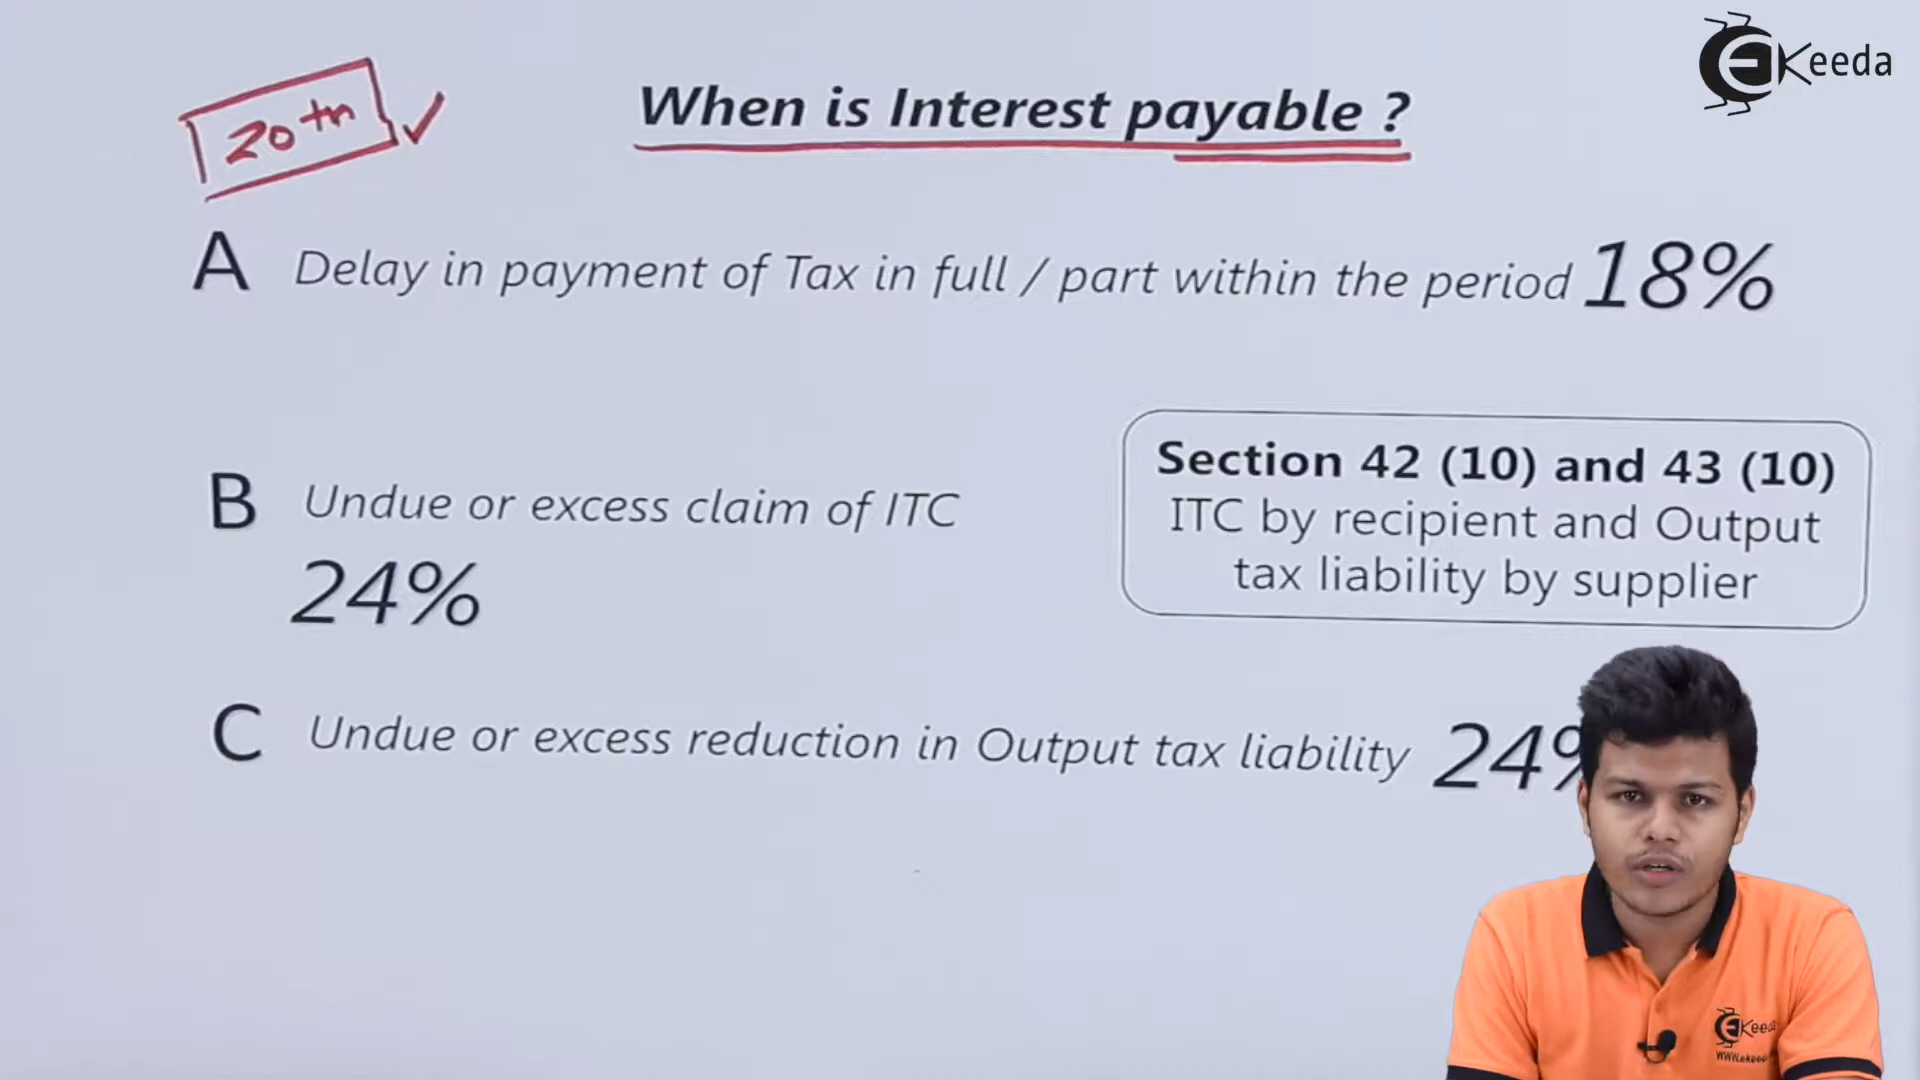 Keeda
20th
When is Interest payable ?
A Delay in payment of Tax in full / part within the period 18%
Section 42 (10) and 43 (10)
ITC by recipient and Output
tax liability by supplier
B Undue or excess claim of ITC
24%
C Undue or excess reduction in Output tax liability 24%
Keeda